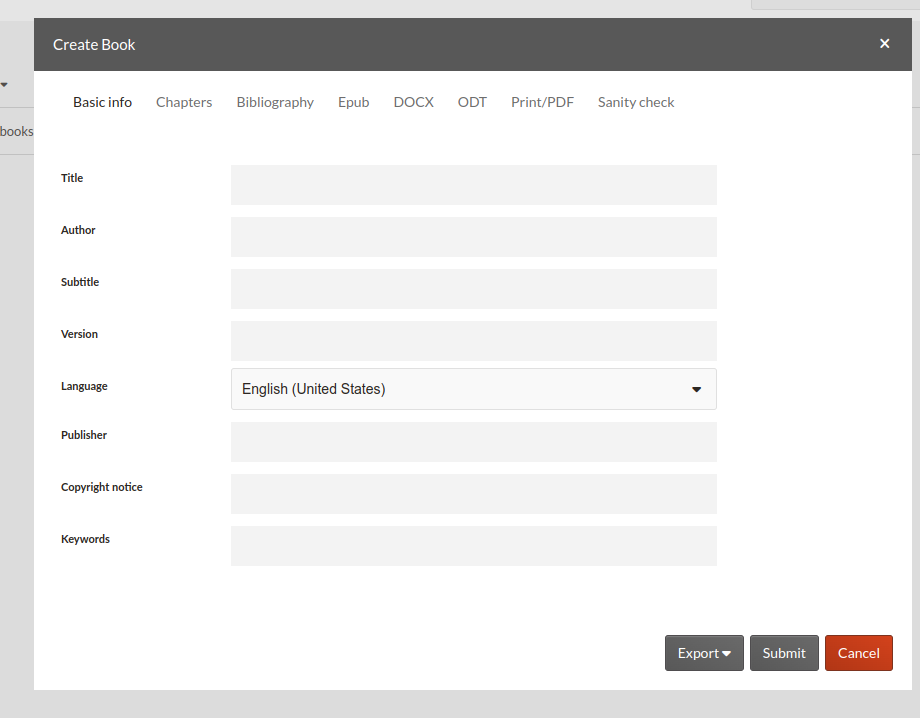 Create Book ×
Basic info Chapters Bibliography Epub DOCX ODT Print/PDF Sanity check
books
Title
Author
Subtitle
Version
Language English (United States)
Publisher
Copyright notice
Keywords
Export Submit Cancel